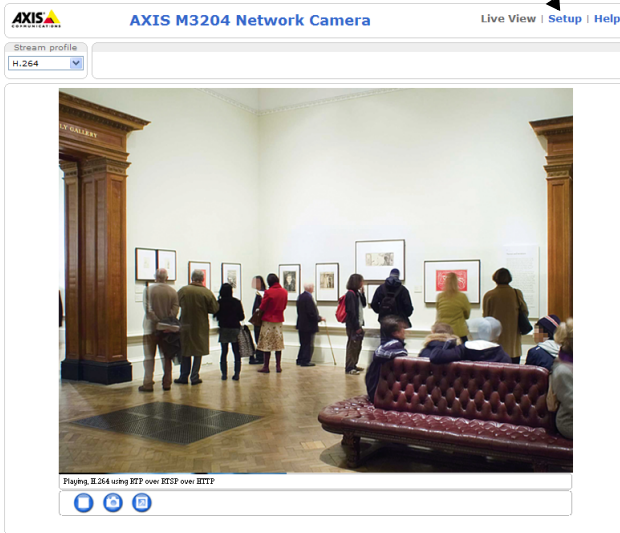 AXIS
COMMUNICATIONS
AXIS M3204 Network Camera
Live View | Setup | Help
Stream profile
H.264
LY GALLERY
Playing, H.264 using RTP over RTSP over HTTP